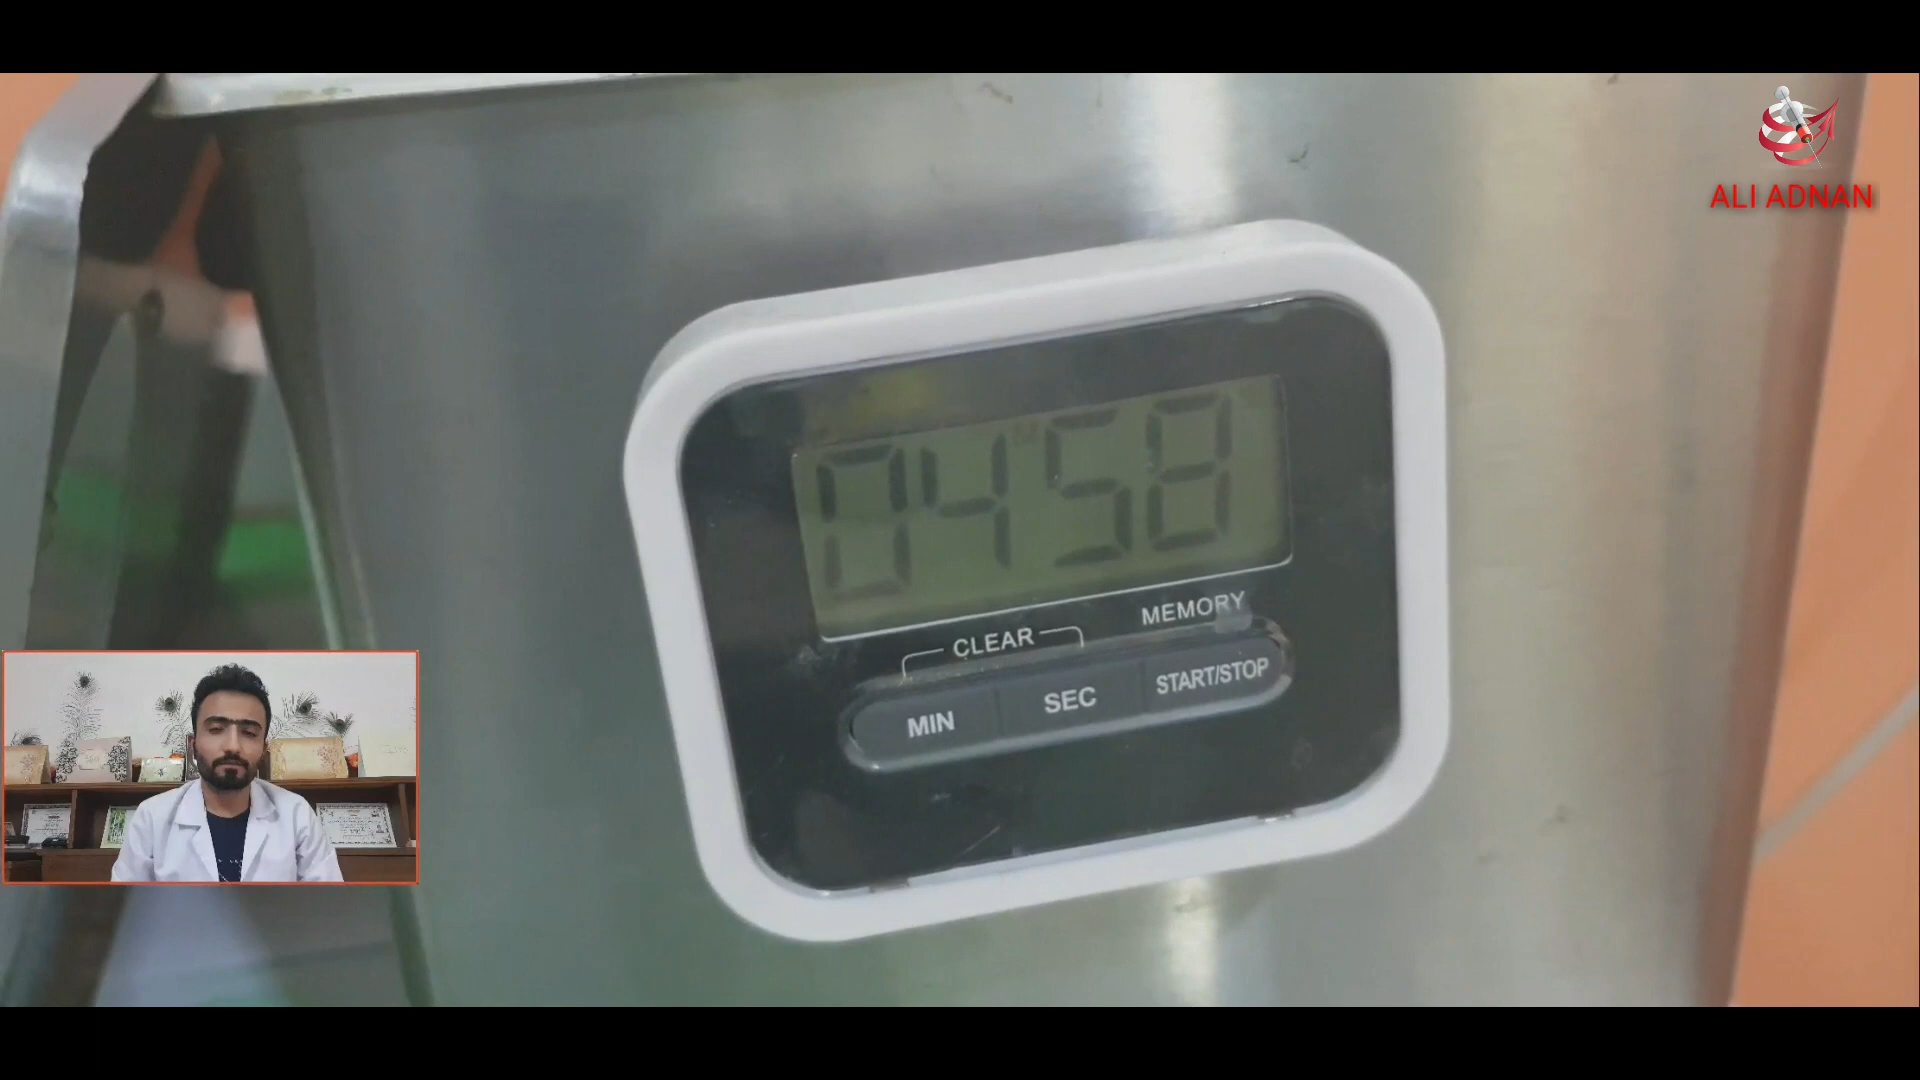 ALI ADNAN
04 58
CLEAR
MEMORY
MIN
SEC
START/STOP